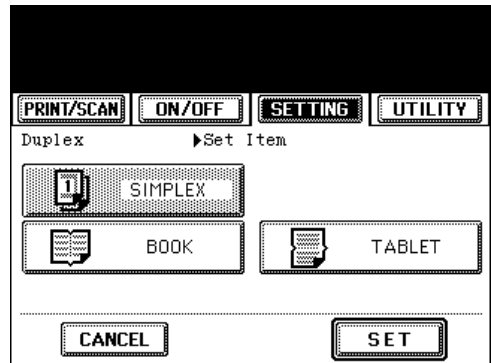 PRINT/SCAN ON/OFF SETTING UTILITY
Duplex ▶Set Item
1 SIMPLEX
BOOK TABLET
CANCEL SET